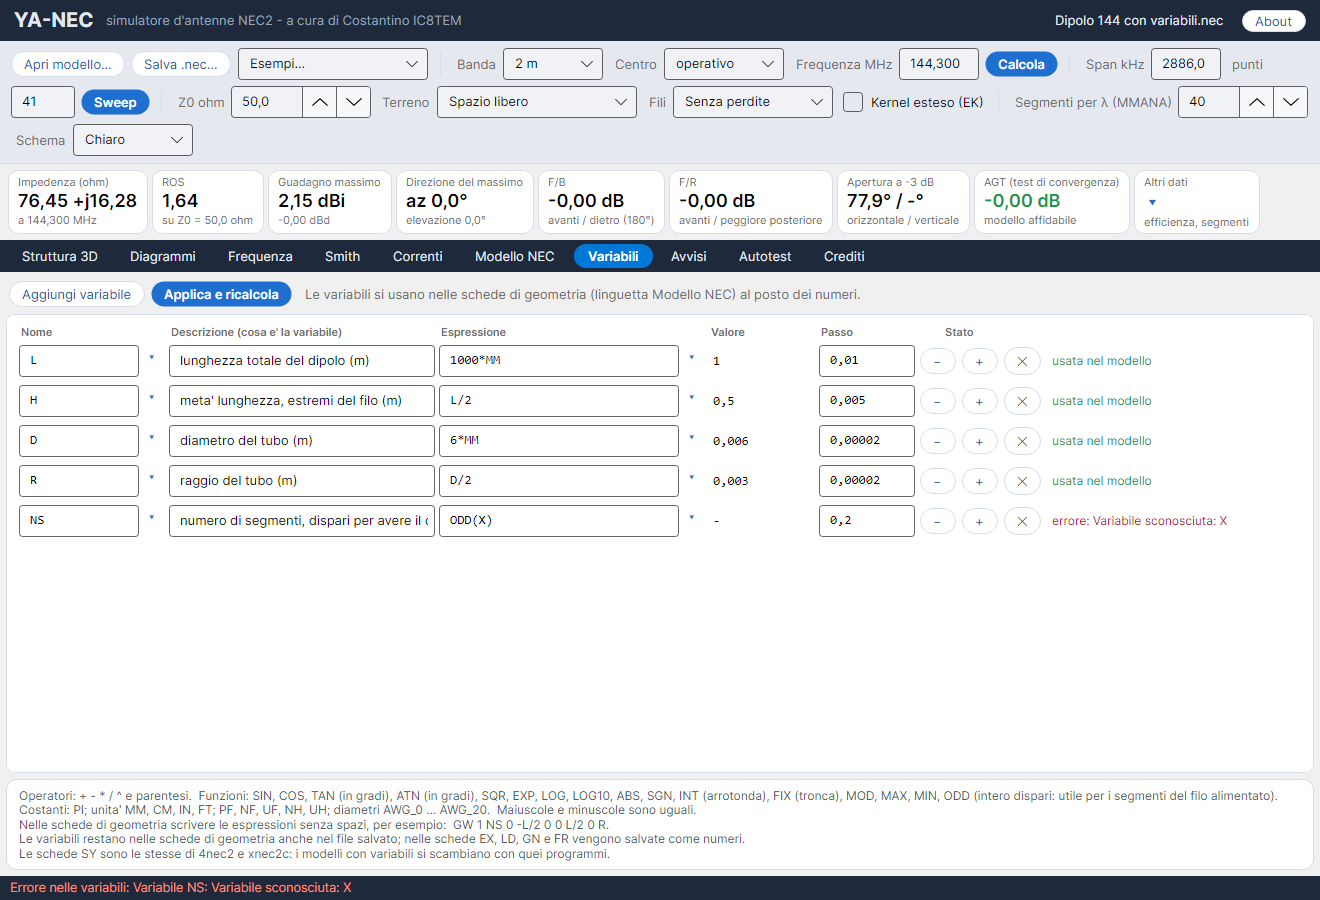 YA-NEC simulatore d'antenne NEC2 - a cura di Costantino IC8TEM Dipolo 144 con variabili.nec About
Apri modello... Salva .nec... Esempi... Banda 2 m Centro operativo Frequenza MHz 144,300 Calcola Span kHz 2886,0 punti
41 Sweep Z0 ohm 50,0 Terreno Spazio libero Fili Senza perdite Kernel esteso (EK) Segmenti per λ (MMANA) 40
Schema Chiaro
Impedenza (ohm) ROS Guadagno massimo Direzione del massimo F/B F/R Apertura a -3 dB AGT (test di convergenza) Altri dati
76,45 +j16,28 1,64 2,15 dBi az 0,0° -0,00 dB -0,00 dB 77,9° / -° -0,00 dB
a 144,300 MHz su Z0 = 50,0 ohm -0,00 dBd elevazione 0,0° avanti / dietro (180°) avanti / peggiore posteriore orizzontale / verticale modello affidabile efficienza, segmenti
Struttura 3D Diagrammi Frequenza Smith Correnti Modello NEC Variabili Avvisi Autotest Crediti
Aggiungi variabile Applica e ricalcola Le variabili si usano nelle schede di geometria (linguetta Modello NEC) al posto dei numeri.
Nome Descrizione (cosa e' la variabile) Espressione Valore Passo Stato
L lunghezza totale del dipolo (m) 1000*MM 1 0,01 - + × usata nel modello
H meta' lunghezza, estremi del filo (m) L/2 0,5 0,005 - + × usata nel modello
D diametro del tubo (m) 6*MM 0,006 0,00002 - + × usata nel modello
R raggio del tubo (m) D/2 0,003 0,00002 - + × usata nel modello
NS numero di segmenti, dispari per avere il ODD(X) - 0,2 - + × errore: Variabile sconosciuta: X
Operatori: + - * / ^ e parentesi. Funzioni: SIN, COS, TAN (in gradi), ATN (in gradi), SQR, EXP, LOG, LOG10, ABS, SGN, INT (arrotonda), FIX (tronca), MOD, MAX, MIN, ODD (intero dispari: utile per i segmenti del filo alimentato).
Costanti: PI; unita' MM, CM, IN, FT; PF, NF, UF, NH, UH; diametri AWG_0 ... AWG_20. Maiuscole e minuscole sono uguali.
Nelle schede di geometria scrivere le espressioni senza spazi, per esempio: GW 1 NS 0 -L/2 0 0 L/2 0 R.
Le variabili restano nelle schede di geometria anche nel file salvato; nelle schede EX, LD, GN e FR vengono salvate come numeri.
Le schede SY sono le stesse di 4nec2 e xnec2c: i modelli con variabili si scambiano con quei programmi.
Errore nelle variabili: Variabile NS: Variabile sconosciuta: X